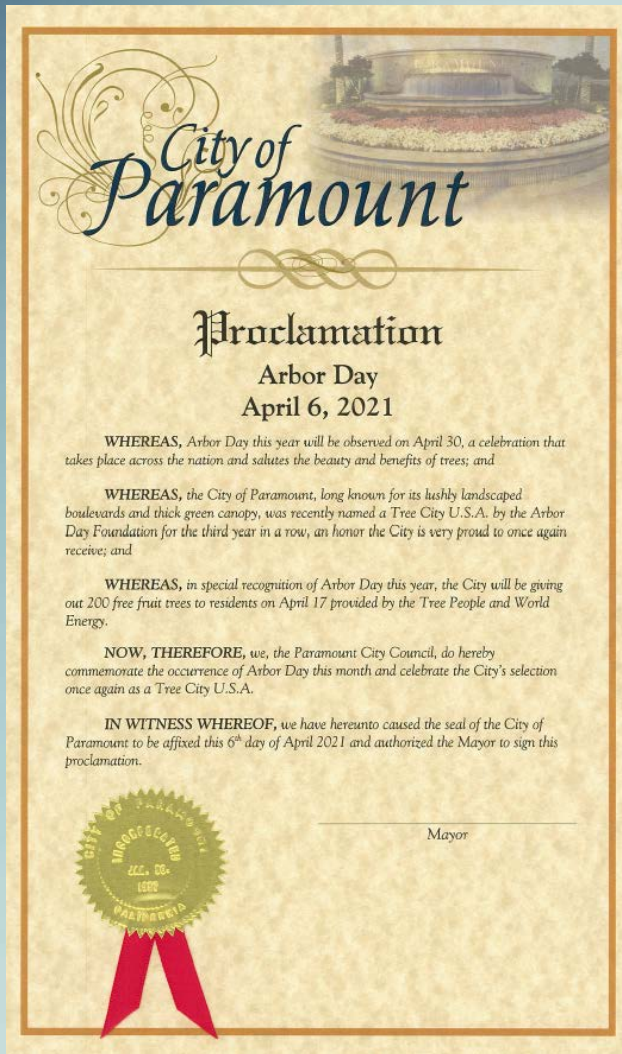 City of
Paramount
Proclamation
Arbor Day
April 6, 2021
WHEREAS, Arbor Day this year will be observed on April 30, a celebration that
takes place across the nation and salutes the beauty and benefits of trees; and
WHEREAS, the City of Paramount, long known for its lushly landscaped
boulevards and thick green canopy, was recently named a Tree City U.S.A. by the Arbor
Day Foundation for the third year in a row, an honor the City is very proud to once again
receive; and
WHEREAS, in special recognition of Arbor Day this year, the City will be giving
out 200 free fruit trees to residents on April 17 provided by the Tree People and World
Energy.
NOW, THEREFORE, we, the Paramount City Council, do hereby
commemorate the occurrence of Arbor Day this month and celebrate the City's selection
once again as a Tree City U.S.A.
IN WITNESS WHEREOF, we have hereunto caused the seal of the City of
Paramount to be affixed this 6th day of April 2021 and authorized the Mayor to sign this
proclamation.
Mayor
CITY OF PARAMOUNT
INCORPORATED
CALIFORNIA